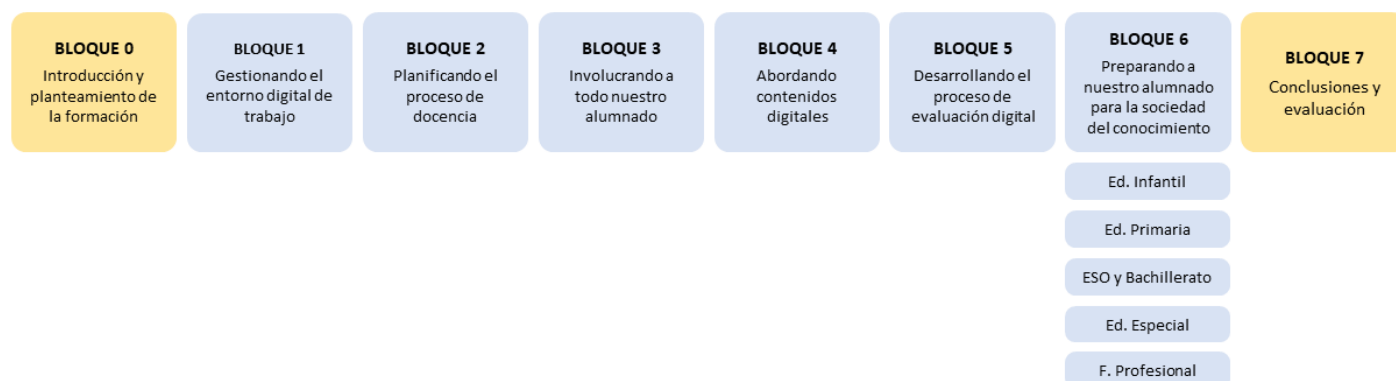 BLOQUE 0
Introducción y
planteamiento de
la formación
BLOQUE 1
Gestionando el
entorno digital de
trabajo
BLOQUE 2
Planificando el
proceso de
docencia
BLOQUE 3
Involucrando a
todo nuestro
alumnado
BLOQUE 4
Abordando
contenidos
digitales
BLOQUE 5
Desarrollando el
proceso de
evaluación digital
BLOQUE 6
Preparando a
nuestro alumnado
para la sociedad
del conocimiento
Ed. Infantil
Ed. Primaria
ESO y Bachillerato
Ed. Especial
F. Profesional
BLOQUE 7
Conclusiones y
evaluación